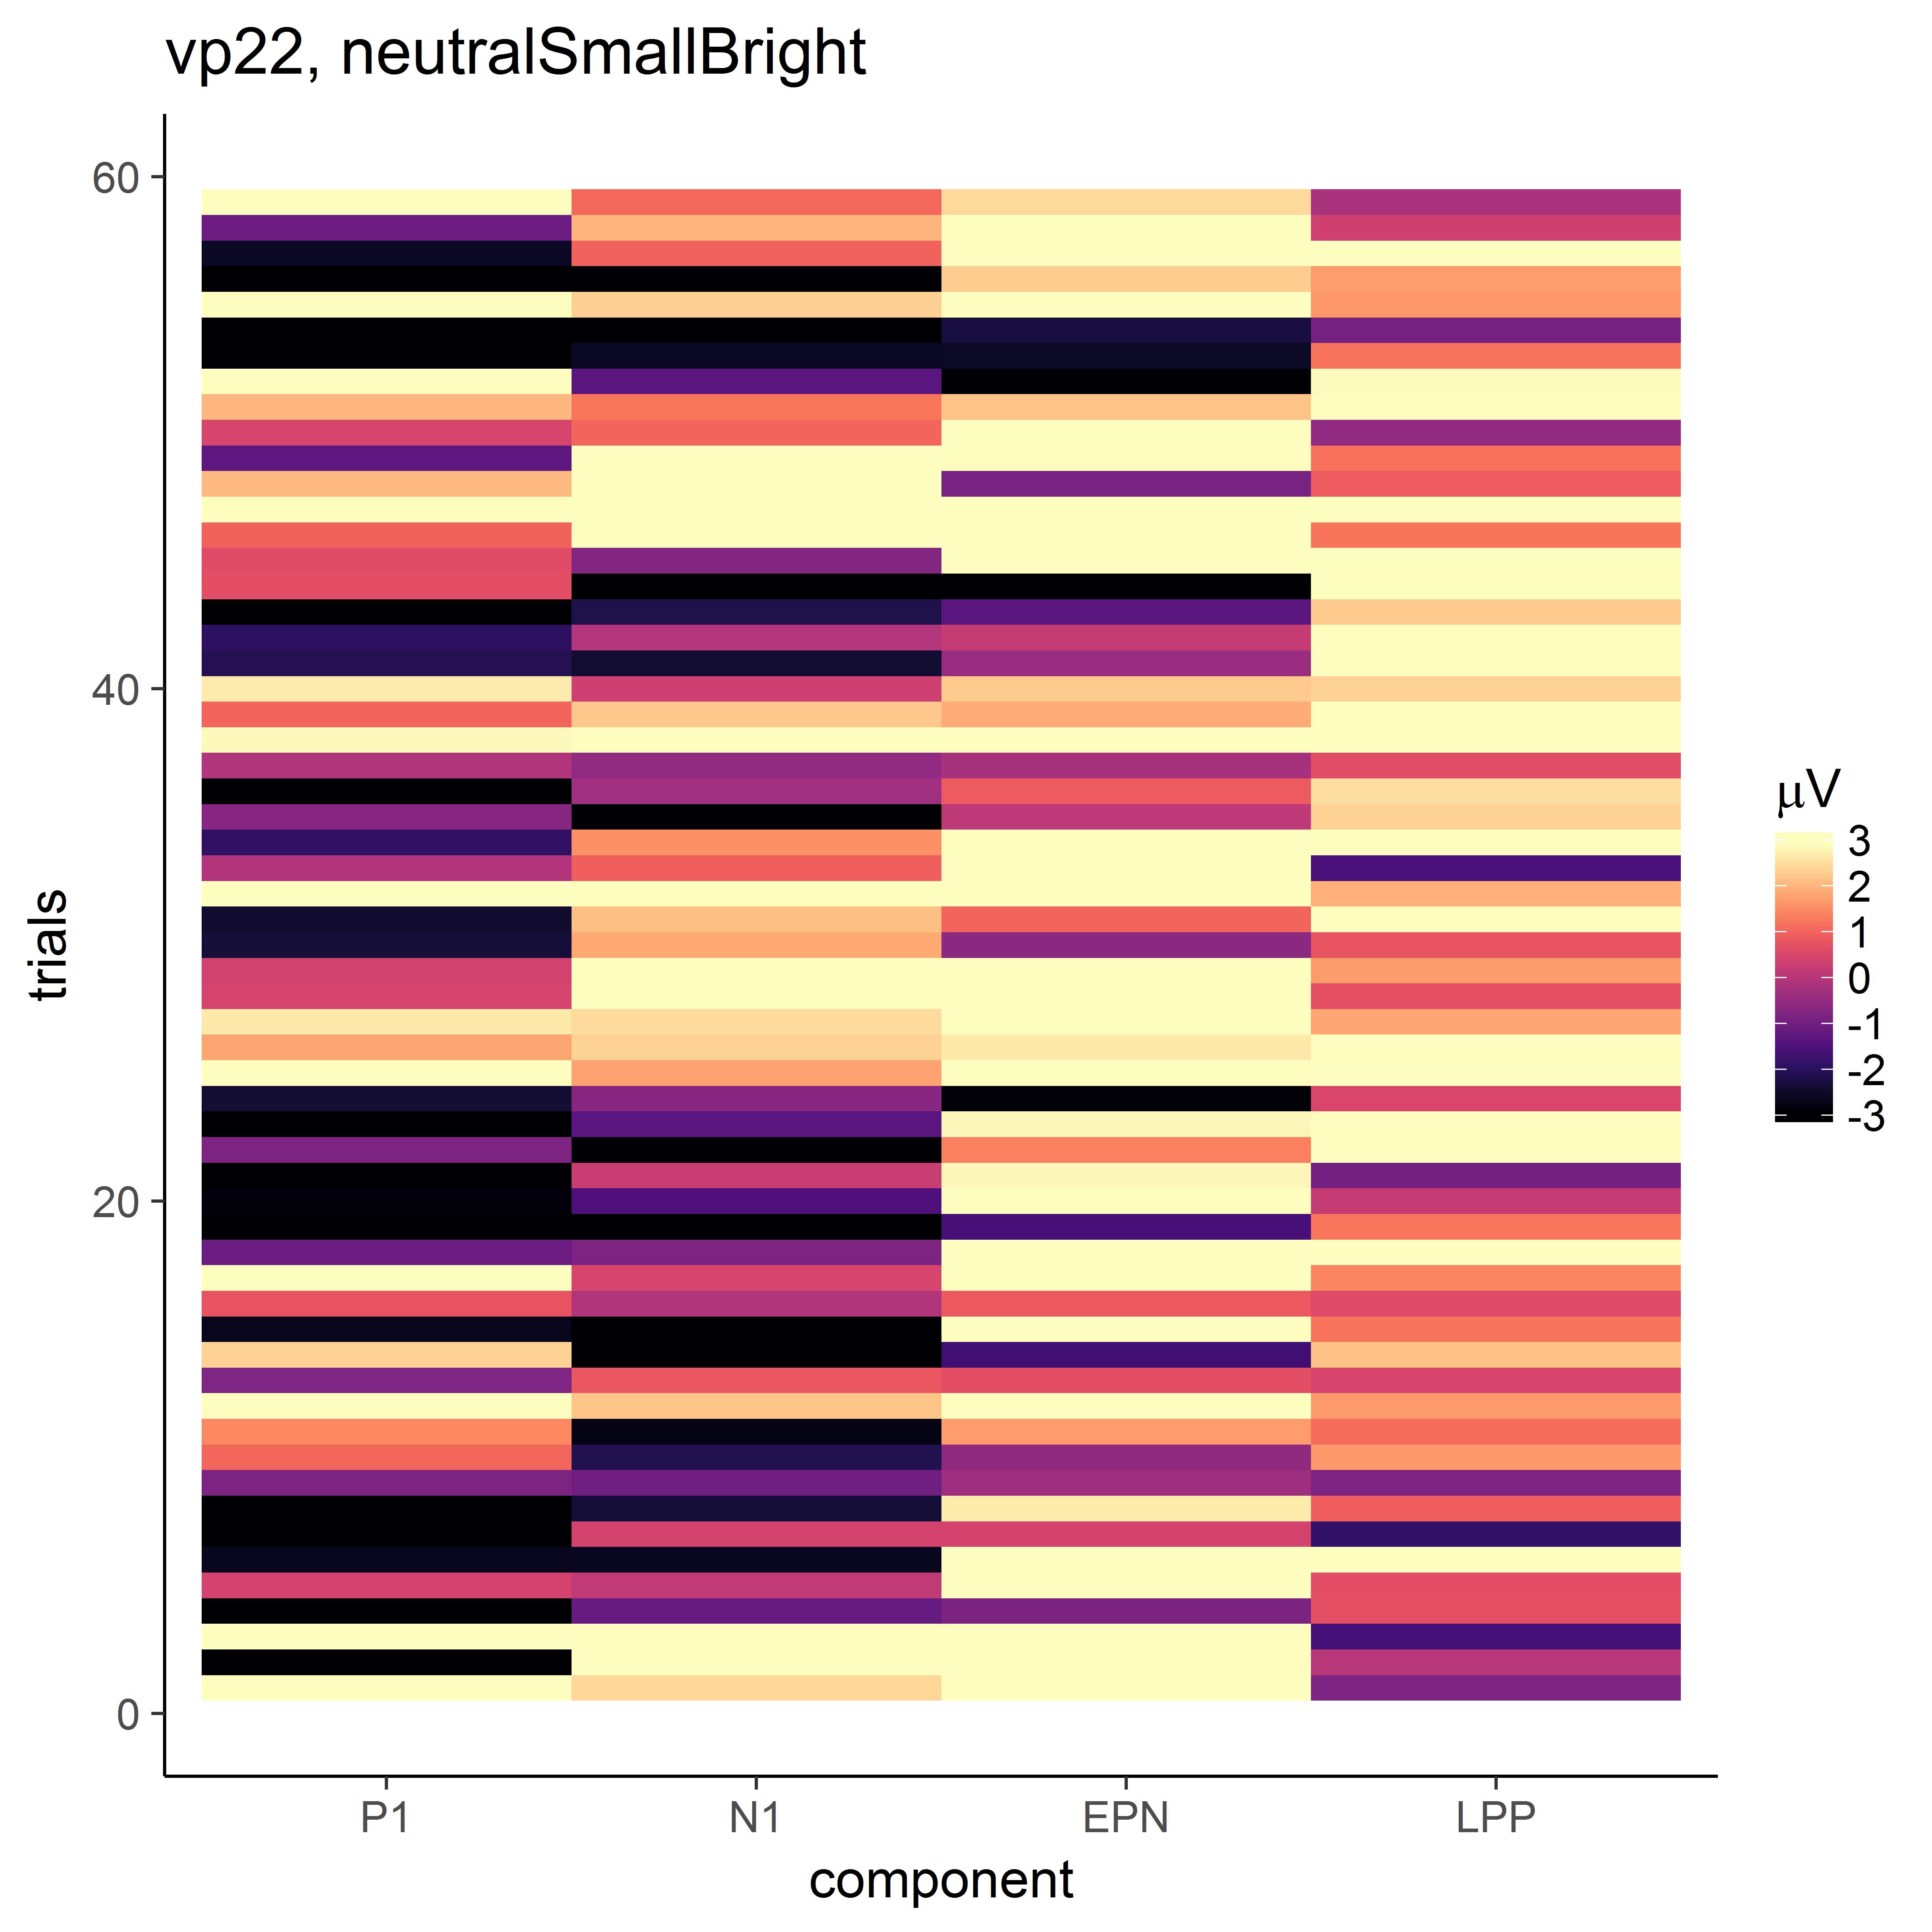 vp22, neutralSmallBright
60
40
20
0
trials
P1 N1 EPN LPP
component
μV
3
2
1
0
-1
-2
-3